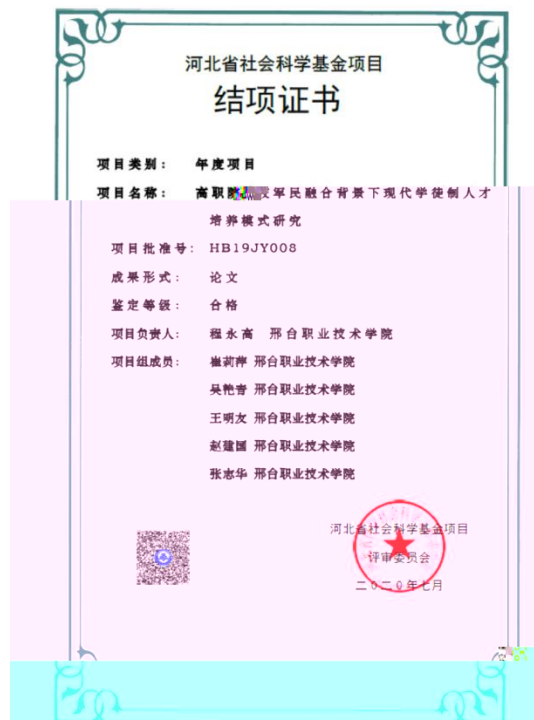 河北省社会科学基金项目
结项证书
项目类别： 年度项目
项目名称： 高职院军民融合背景下现代学徒制人才
培养模式研究
项目批准号： HB19JY008
成果形式： 论文
鉴定等级： 合格
项目负责人： 程永高 邢台职业技术学院
项目组成员： 崔莉萍 邢台职业技术学院
吴艳青 邢台职业技术学院
王明友 邢台职业技术学院
赵建国 邢台职业技术学院
张志华 邢台职业技术学院
河北省社会科学基金项目
评审委员会
二〇二〇年七月